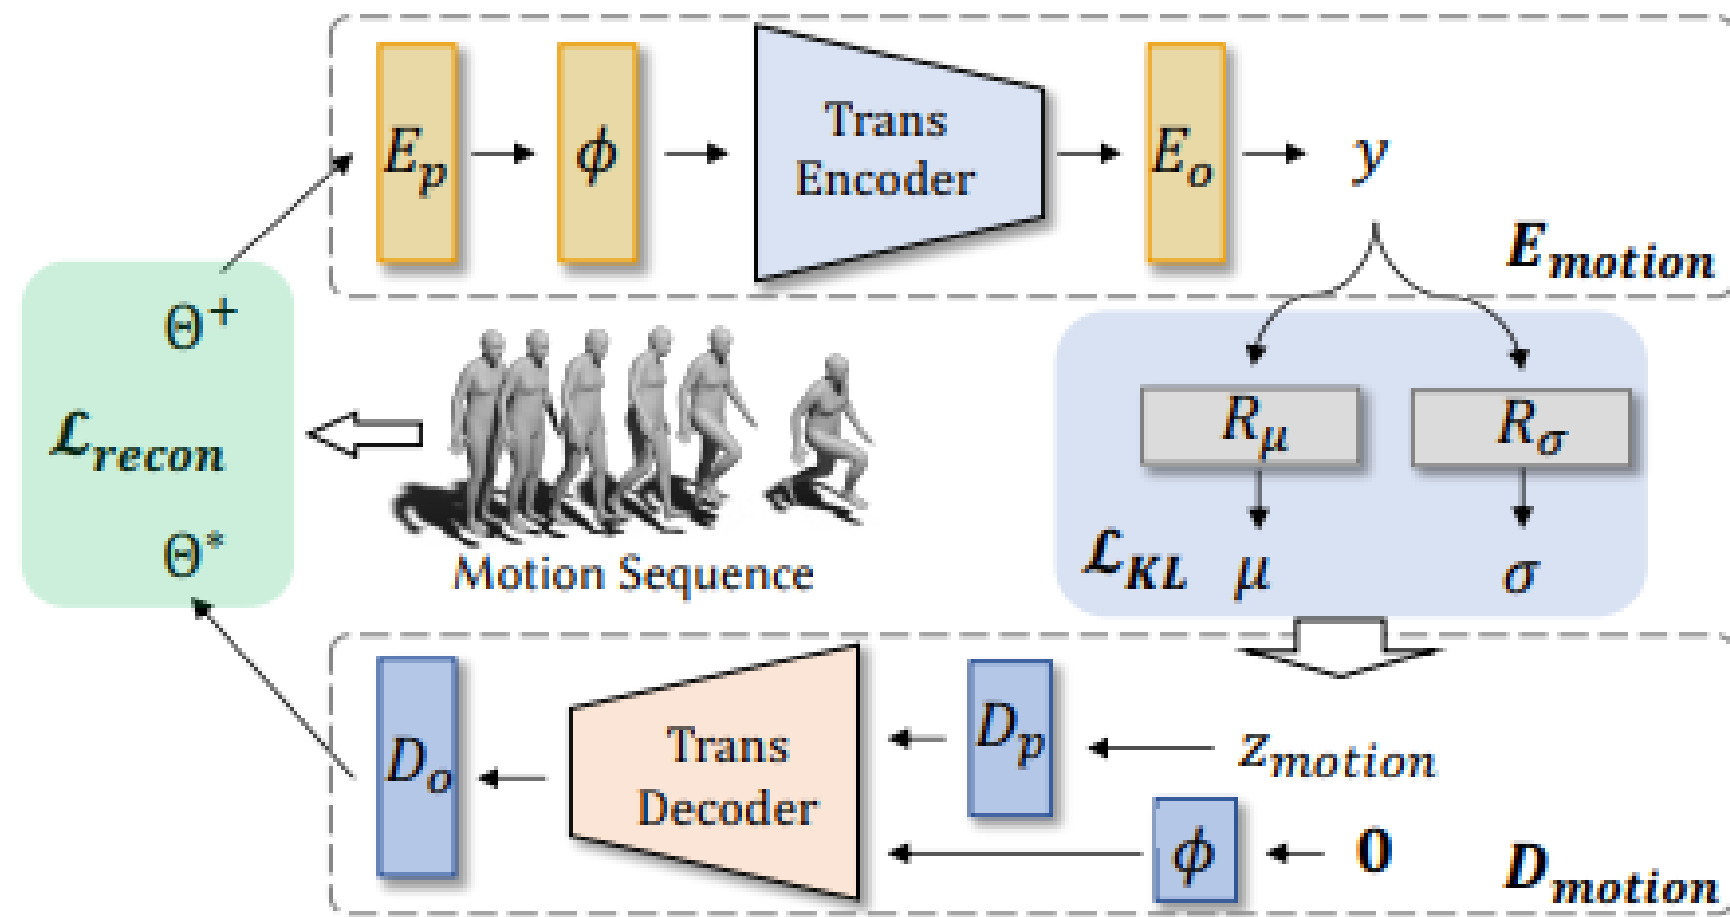 E_p
ϕ
Trans
Encoder
E_o
y
E_motion
Θ⁺
ℒ_recon
Θ*
Motion Sequence
R_μ
R_σ
ℒ_KL
μ
σ
D_o
Trans
Decoder
D_p
z_motion
ϕ
0
D_motion